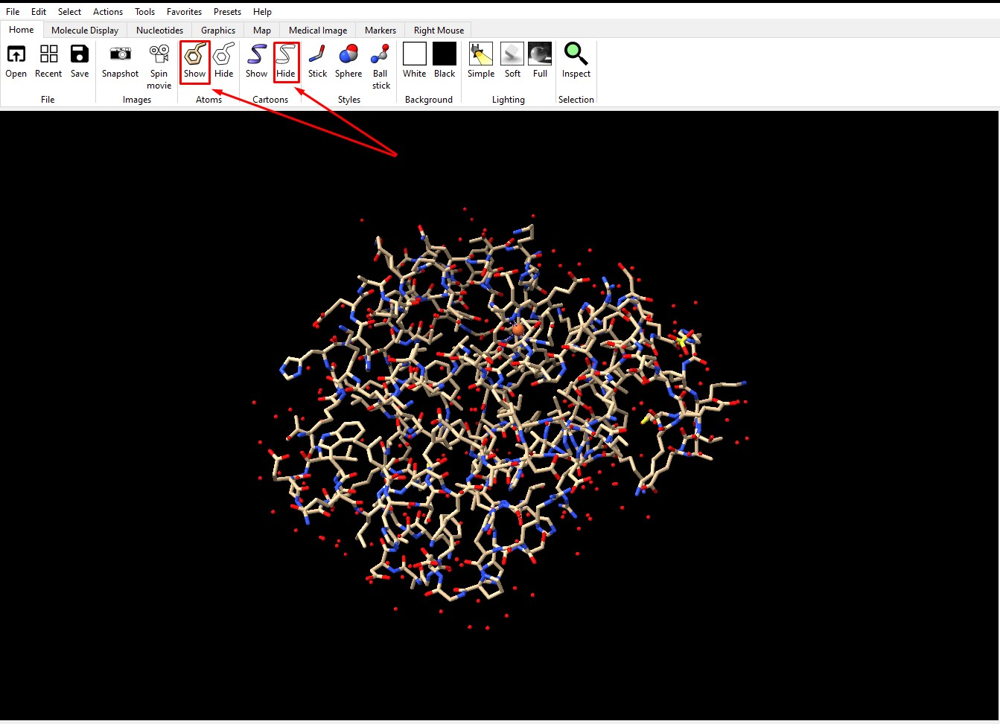 File Edit Select Actions Tools Favorites Presets Help
Home Molecule Display Nucleotides Graphics Map Medical Image Markers Right Mouse
Open Recent Save Snapshot Spin movie Show Hide Show Hide Stick Sphere Ball stick White Black Simple Soft Full Inspect
File Images Atoms Cartoons Styles Background Lighting Selection